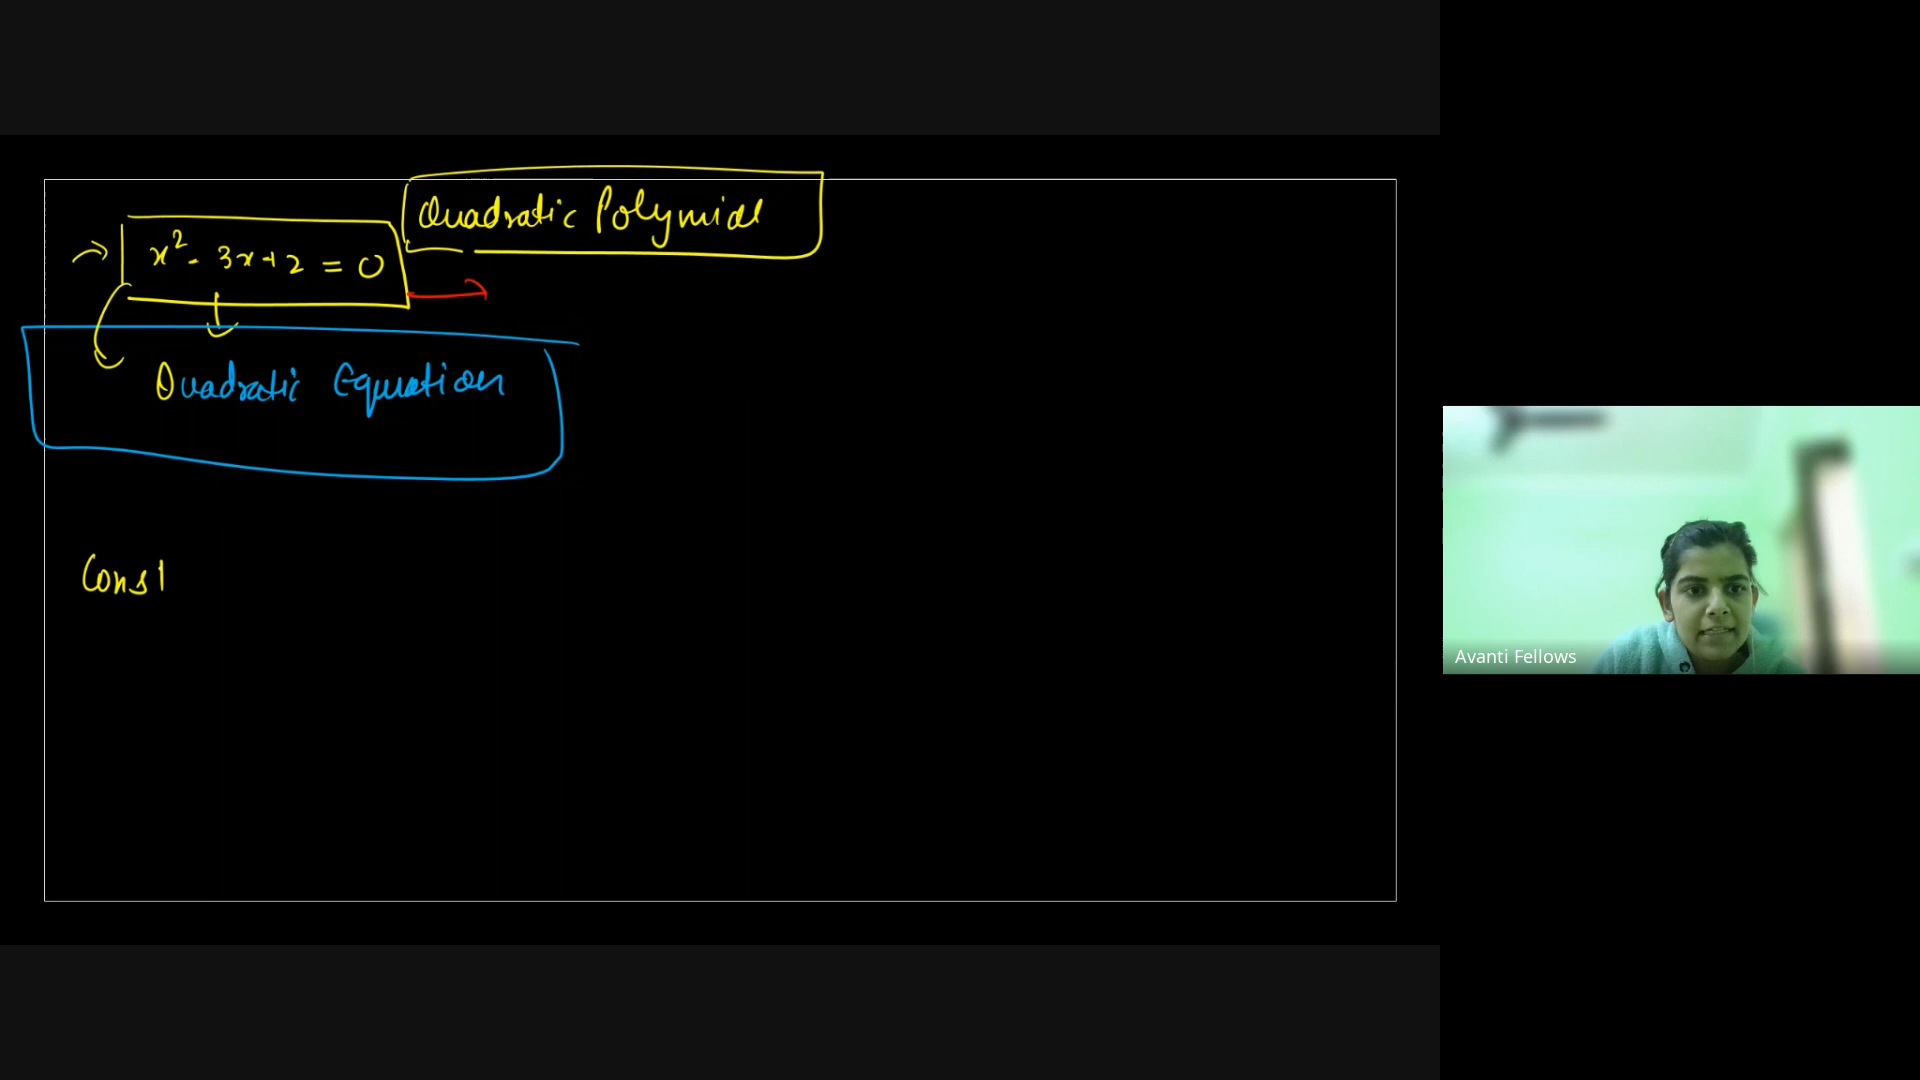 Quadratic Polymial
x² - 3x + 2 = 0
Quadratic Equation
Const
Avanti Fellows